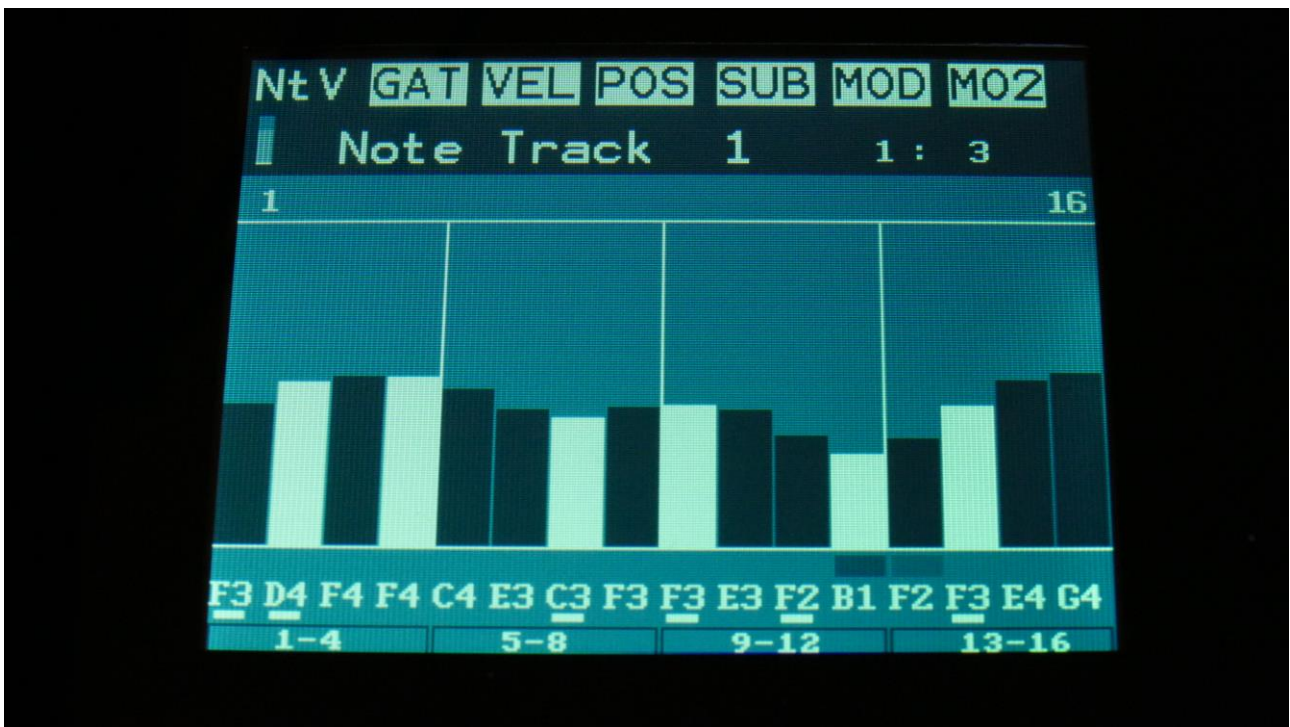 NtV GAT VEL POS SUB MOD MO2
Note Track 1 1: 3
1 16
F3 D4 F4 F4 C4 E3 C3 F3 F3 E3 F2 B1 F2 F3 E4 G4
1-4 5-8 9-12 13-16